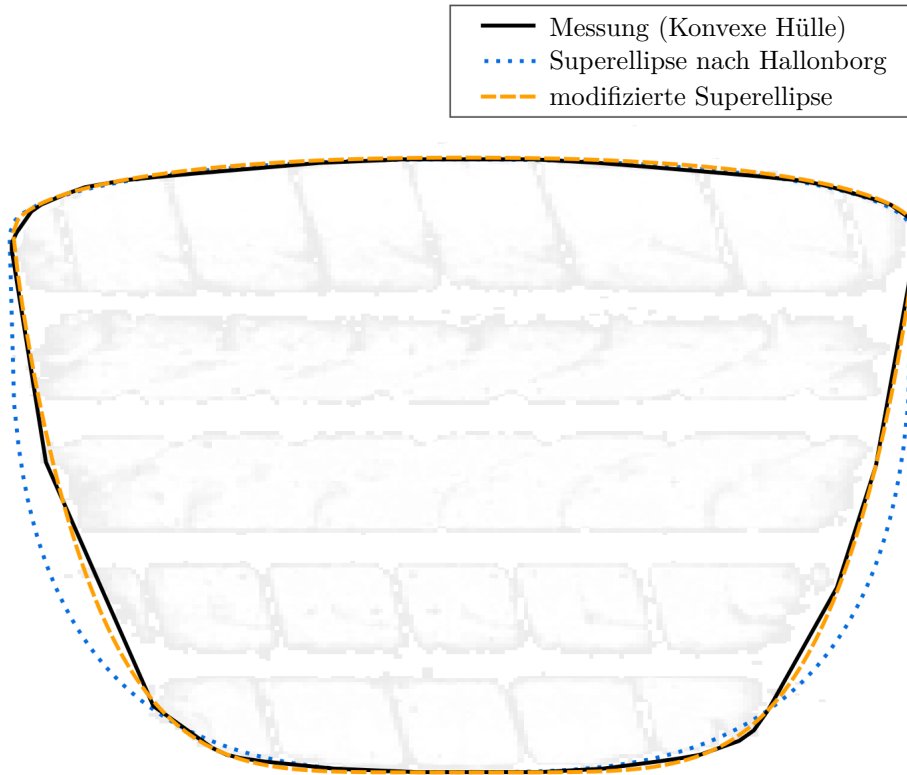 Messung (Konvexe Hülle)
Superellipse nach Hallonborg
modifizierte Superellipse